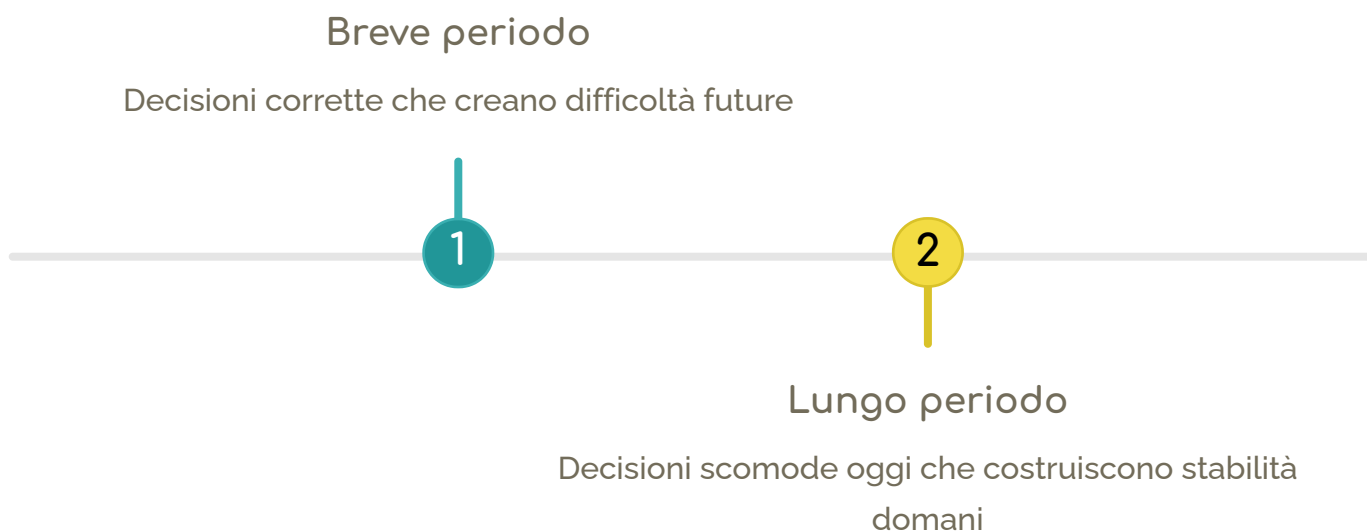 Breve periodo
Decisioni corrette che creano difficoltà future
1
2
Lungo periodo
Decisioni scomode oggi che costruiscono stabilità
domani